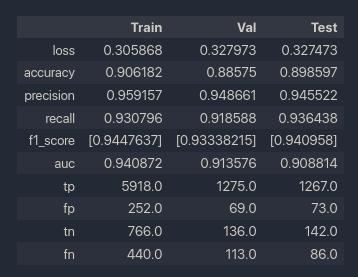 Train Val Test
loss 0.305868 0.327973 0.327473
accuracy 0.906182 0.88575 0.898597
precision 0.959157 0.948661 0.945522
recall 0.930796 0.918588 0.936438
f1_score [0.9447637] [0.93338215] [0.940958]
auc 0.940872 0.913576 0.908814
tp 5918.0 1275.0 1267.0
fp 252.0 69.0 73.0
tn 766.0 136.0 142.0
fn 440.0 113.0 86.0